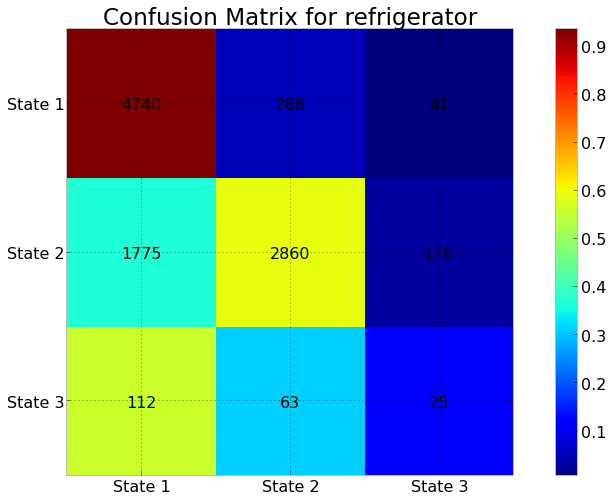 Confusion Matrix for refrigerator
State 1 4740 288 41
State 2 1775 2860 176
State 3 112 63 25
State 1 State 2 State 3
0.9
0.8
0.7
0.6
0.5
0.4
0.3
0.2
0.1